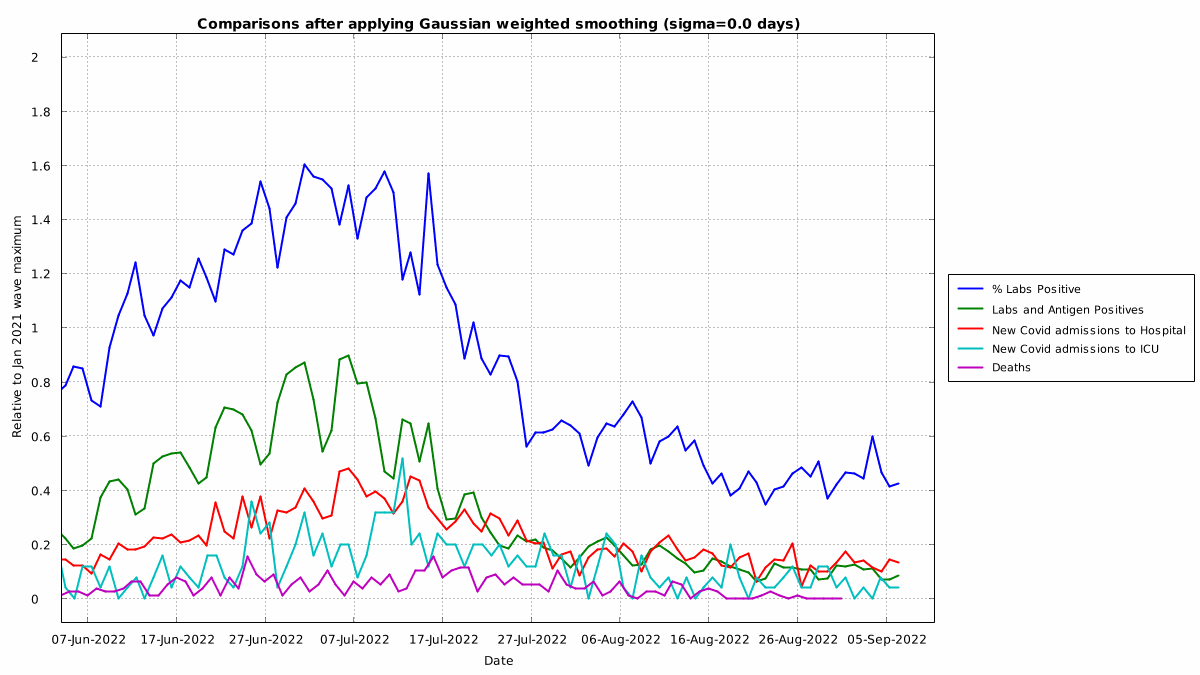 Comparisons after applying Gaussian weighted smoothing (sigma=0.0 days)
2
1.8
1.6
1.4
1.2
1
0.8
0.6
0.4
0.2
0
Relative to Jan 2021 wave maximum
07-Jun-2022 17-Jun-2022 27-Jun-2022 07-Jul-2022 17-Jul-2022 27-Jul-2022 06-Aug-2022 16-Aug-2022 26-Aug-2022 05-Sep-2022
Date
% Labs Positive
Labs and Antigen Positives
New Covid admissions to Hospital
New Covid admissions to ICU
Deaths